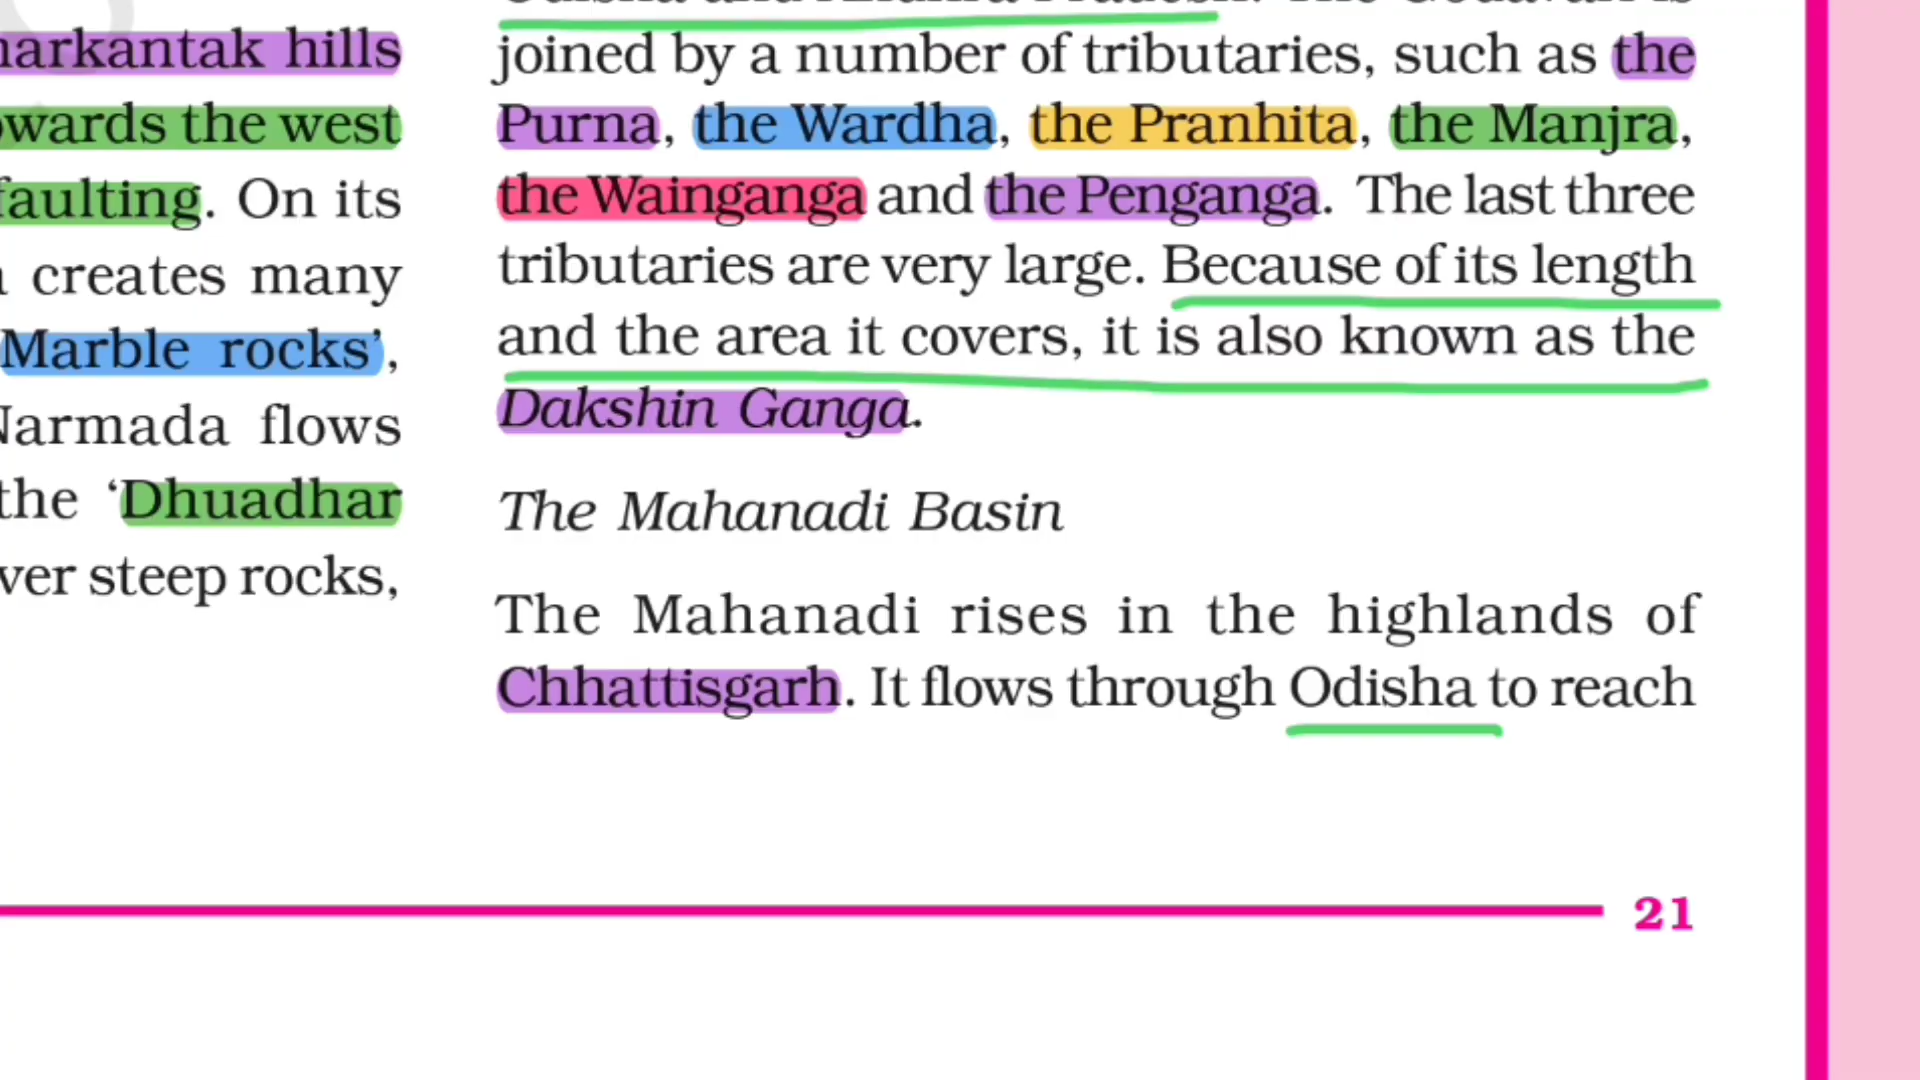 hills
the west
faulting. On its
creates many
Marble rocks’,
Narmada flows
the ‘Dhuadhar
steep rocks,
joined by a number of tributaries, such as the
Purna, the Wardha, the Pranhita, the Manjra,
the Wainganga and the Penganga. The last three
tributaries are very large. Because of its length
and the area it covers, it is also known as the
Dakshin Ganga.
The Mahanadi Basin
The Mahanadi rises in the highlands of
Chhattisgarh. It flows through Odisha to reach
21